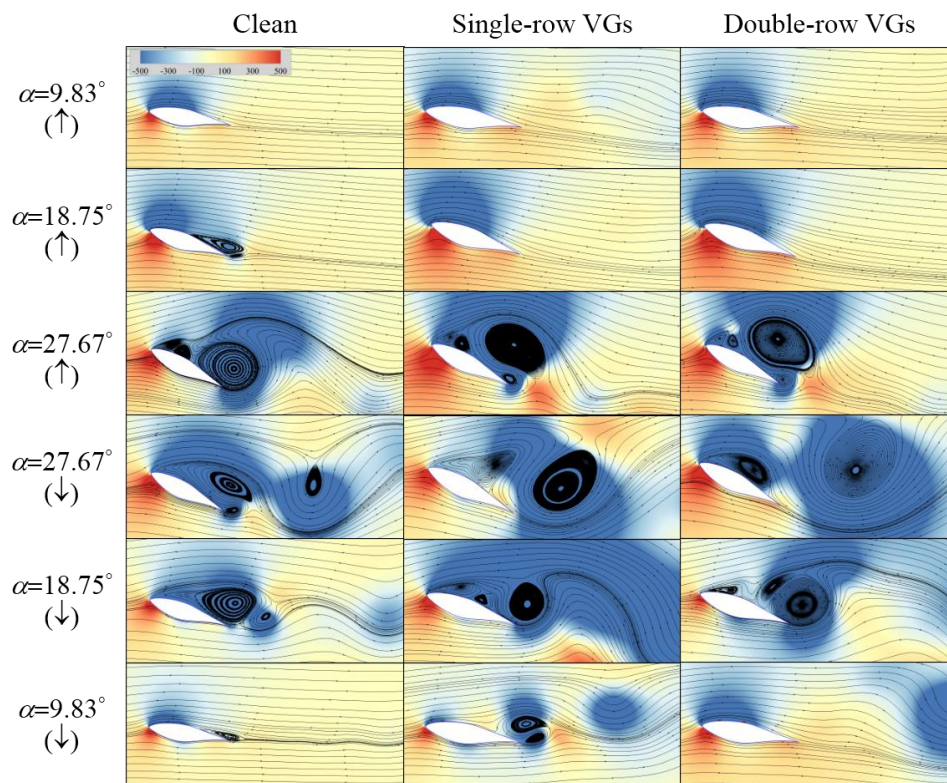 Clean Single-row VGs Double-row VGs
-500 -300 -100 100 300 500
α=9.83°
(↑)
α=18.75°
(↑)
α=27.67°
(↑)
α=27.67°
(↓)
α=18.75°
(↓)
α=9.83°
(↓)